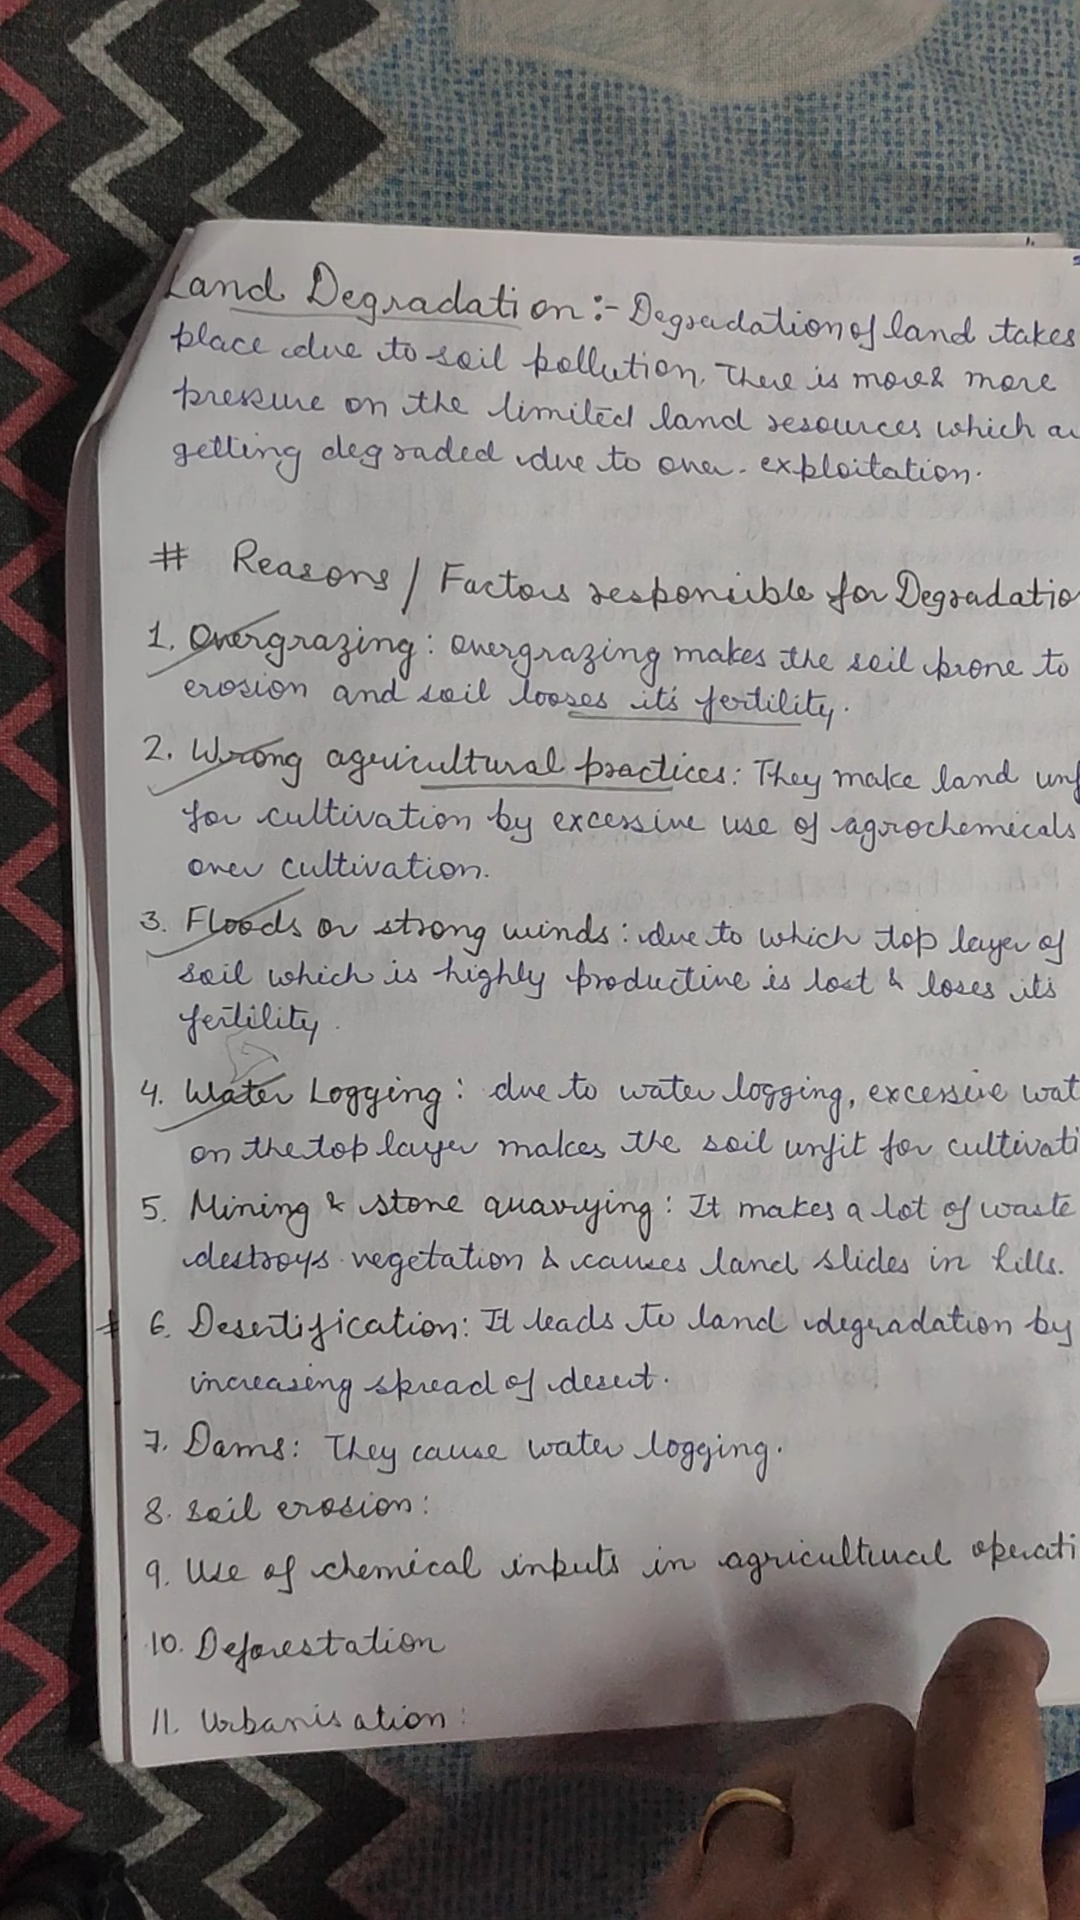 Land Degradation :- Degradation of land takes
place due to soil pollution. There is more & more
pressure on the limited land resources which a
getting degraded due to over-exploitation.
# Reasons / Factors responsible for Degradatio
1. Overgrazing : overgrazing makes the soil prone to
erosion and soil looses its fertility.
2. Wrong agricultural practices : They make land unf
for cultivation by excessive use of agrochemicals
over cultivation.
3. Floods or strong winds : due to which top layer of
soil which is highly productive is lost & loses its
fertility.
4. Water Logging : due to water logging, excessive wat
on the top layer makes the soil unfit for cultivati
5. Mining & stone quarrying : It makes a lot of waste
destroys vegetation & causes land slides in hills.
6. Desertification : It leads to land degradation by
increasing spread of desert.
7. Dams : They cause water logging.
8. Soil erosion :
9. Use of chemical inputs in agricultural operati
10. Deforestation
11. Urbanisation :